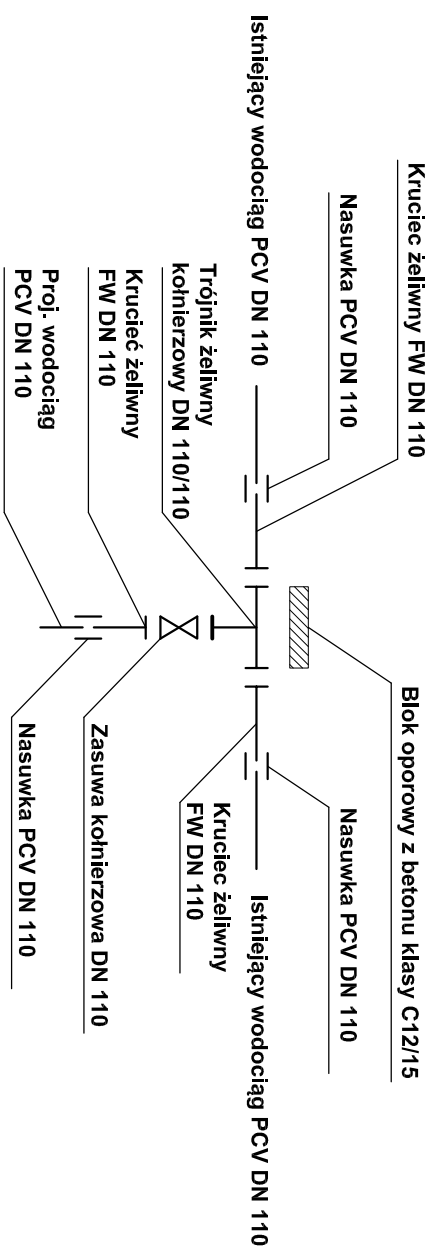 Kruciec żeliwny FW DN 110
Blok oporowy z betonu klasy C12/15
Nasuwka PCV DN 110
Nasuwka PCV DN 110
Istniejący wodociąg PCV DN 110
Istniejący wodociąg PCV DN 110
Trójnik żeliwny
kołnierzowy DN 110/110
Kruciec żeliwny
FW DN 110
Krucieć żeliwny
FW DN 110
Zasuwa kołnierzowa DN 110
Proj. wodociąg
PCV DN 110
Nasuwka PCV DN 110